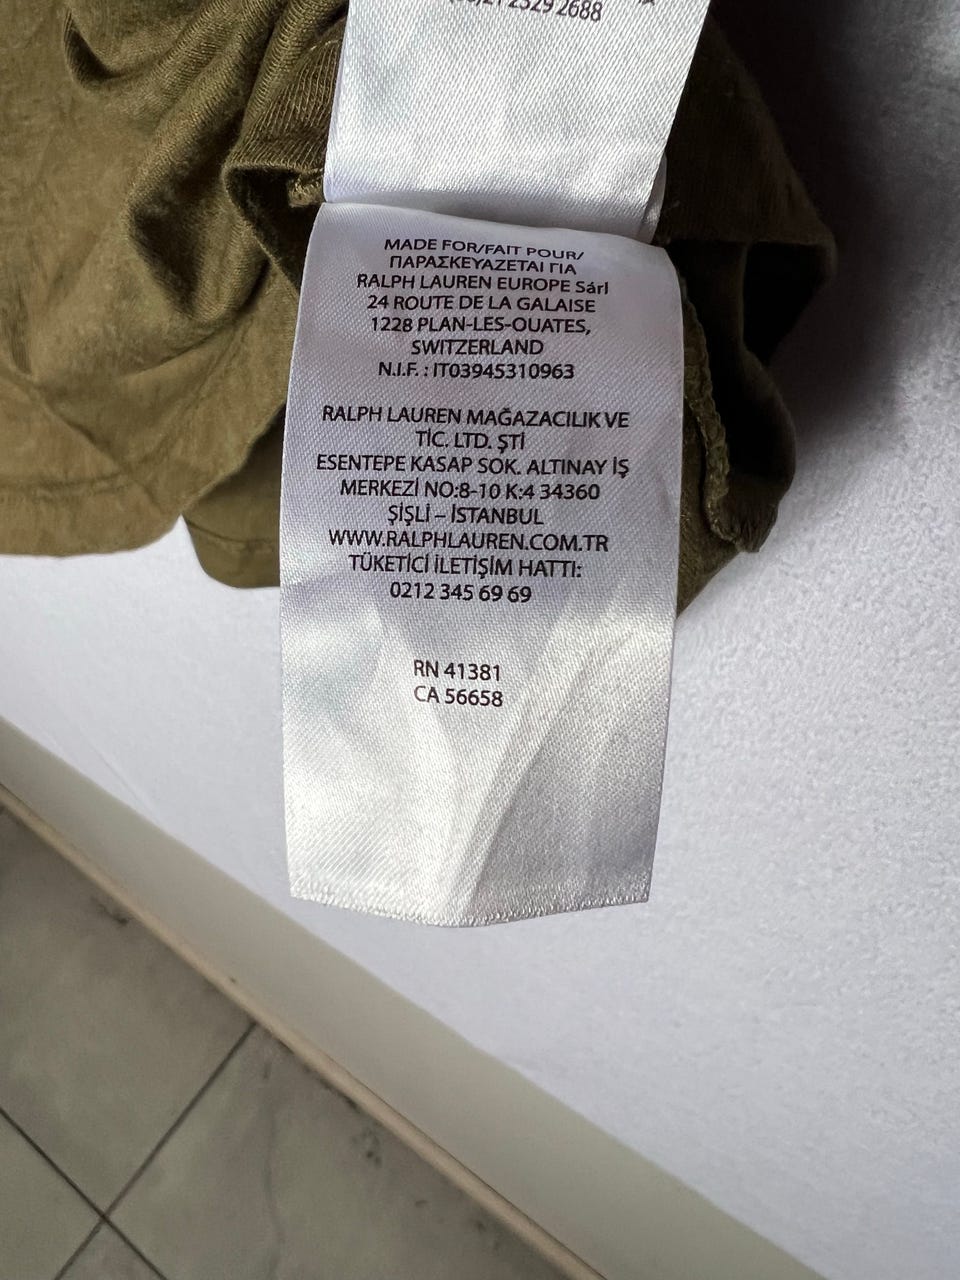 2329 2688
MADE FOR/FAIT POUR/
ΠΑΡΑΣΚΕΥΑΖΕΤΑΙ ΓΙΑ
RALPH LAUREN EUROPE Sárl
24 ROUTE DE LA GALAISE
1228 PLAN-LES-OUATES,
SWITZERLAND
N.I.F. : IT03945310963
RALPH LAUREN MAĞAZACILIK VE
TİC. LTD. ŞTİ
ESENTEPE KASAP SOK. ALTINAY İŞ
MERKEZİ NO:8-10 K:4 34360
ŞİŞLİ – İSTANBUL
WWW.RALPHLAUREN.COM.TR
TÜKETİCİ İLETİŞİM HATTI:
0212 345 69 69
RN 41381
CA 56658